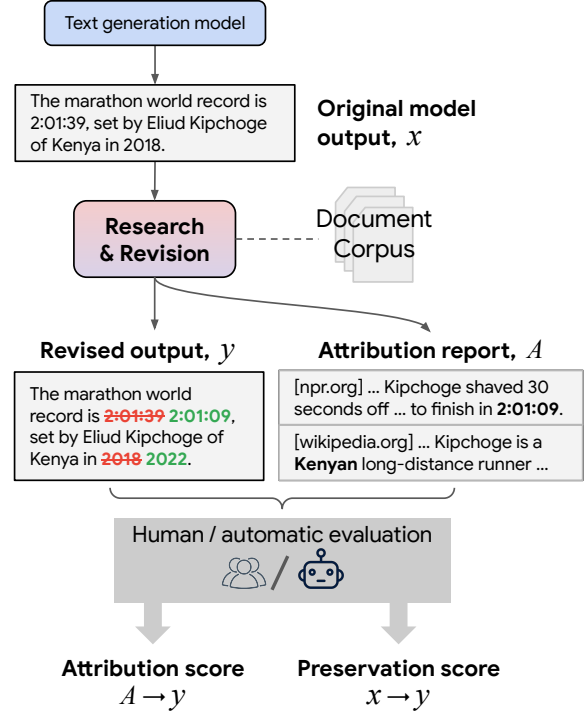 Text generation model
The marathon world record is
2:01:39, set by Eliud Kipchoge
of Kenya in 2018.
Original model
output, x
Research
& Revision
Document
Corpus
Revised output, y
Attribution report, A
The marathon world
record is 2:01:39 2:01:09,
set by Eliud Kipchoge of
Kenya in 2018 2022.
[npr.org] ... Kipchoge shaved 30
seconds off ... to finish in 2:01:09.
[wikipedia.org] ... Kipchoge is a
Kenyan long-distance runner ...
Human / automatic evaluation
/
Attribution score
A → y
Preservation score
x → y